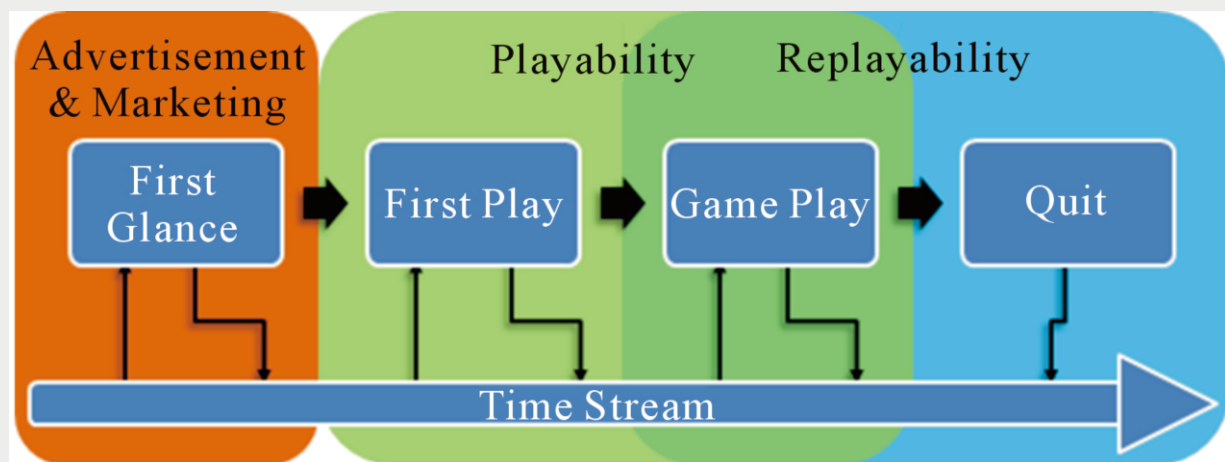 Advertisement
& Marketing
Playability
Replayability
First
Glance
First Play
Game Play
Quit
Time Stream